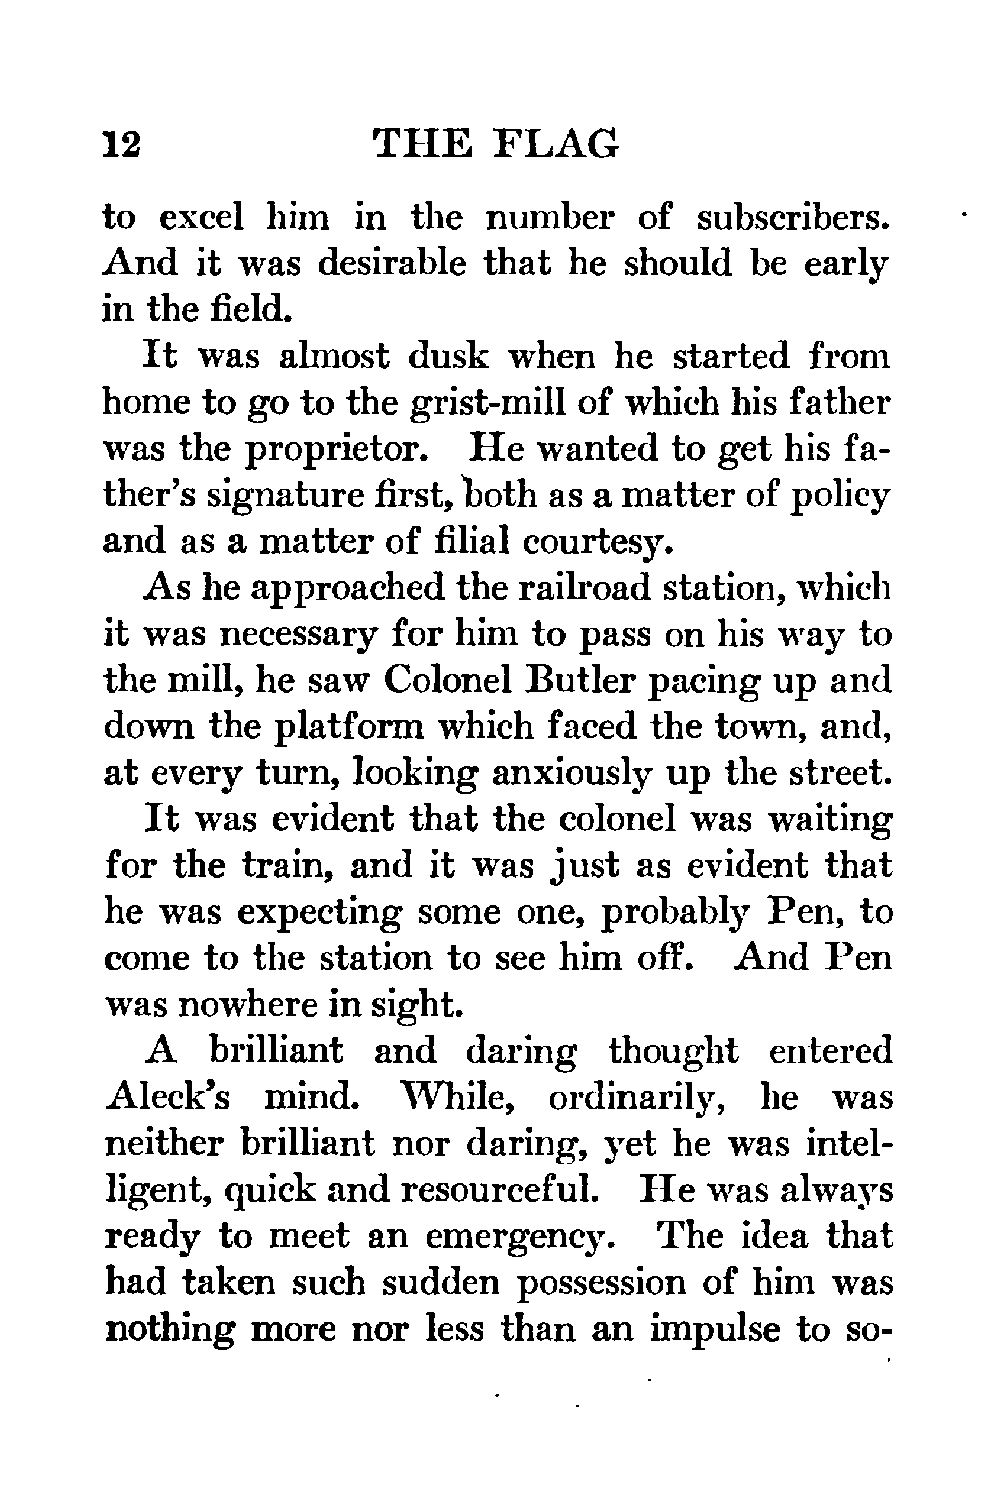 12 THE FLAG
to excel him in the number of subscribers.
And it was desirable that he should be early
in the field.
It was almost dusk when he started from
home to go to the grist-mill of which his father
was the proprietor. He wanted to get his fa-
ther's signature first, both as a matter of policy
and as a matter of filial courtesy.
As he approached the railroad station, which
it was necessary for him to pass on his way to
the mill, he saw Colonel Butler pacing up and
down the platform which faced the town, and,
at every turn, looking anxiously up the street.
It was evident that the colonel was waiting
for the train, and it was just as evident that
he was expecting some one, probably Pen, to
come to the station to see him off. And Pen
was nowhere in sight.
A brilliant and daring thought entered
Aleck's mind. While, ordinarily, he was
neither brilliant nor daring, yet he was intel-
ligent, quick and resourceful. He was always
ready to meet an emergency. The idea that
had taken such sudden possession of him was
nothing more nor less than an impulse to so-